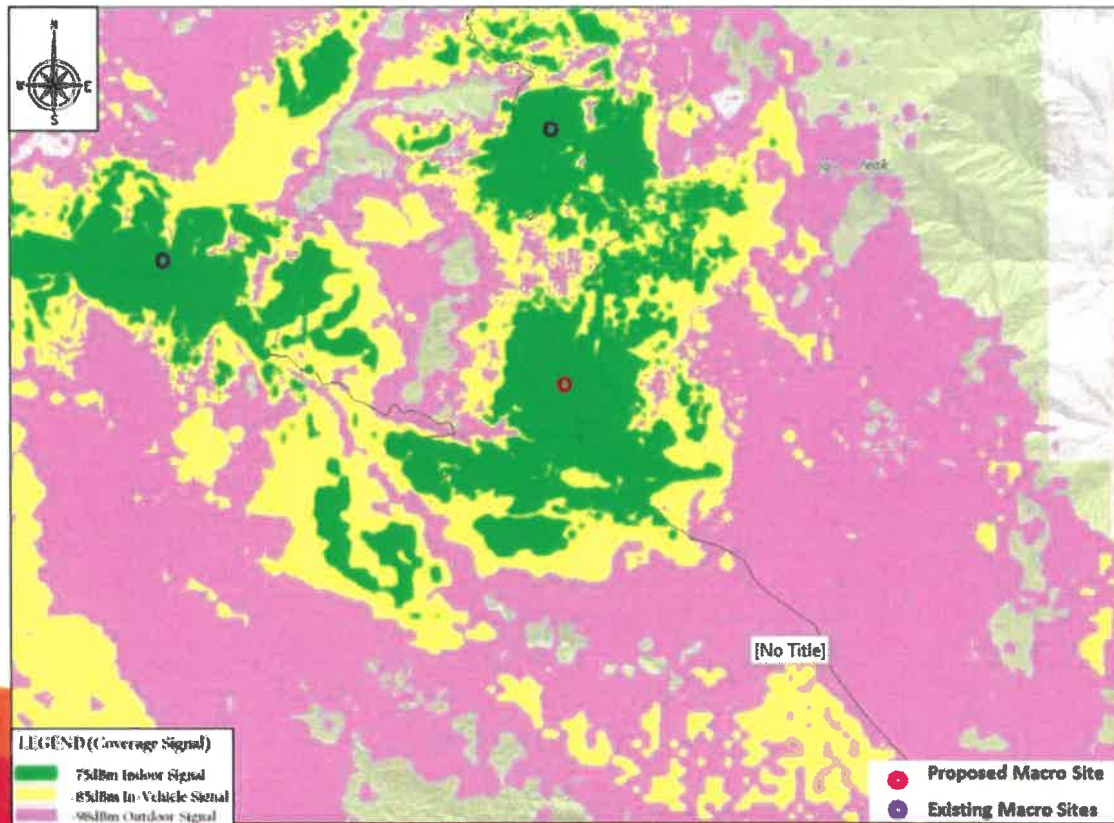 N
W E
S
[No Title]
LEGEND (Coverage Signal)
-75dBm Indoor Signal
-85dBm In-Vehicle Signal
-98dBm Outdoor Signal
Proposed Macro Site
Existing Macro Sites